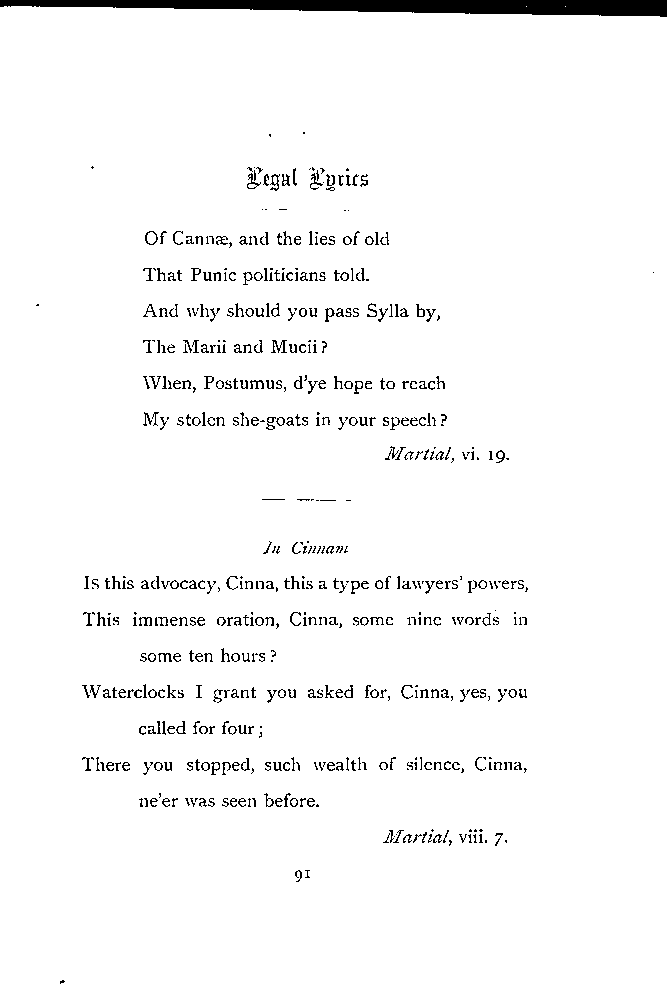 Legal Lyrics
Of Cannæ, and the lies of old
That Punic politicians told.
And why should you pass Sylla by,
The Marii and Mucii?
When, Postumus, d'ye hope to reach
My stolen she-goats in your speech?
Martial, vi. 19.
In Cinnam
Is this advocacy, Cinna, this a type of lawyers' powers,
This immense oration, Cinna, some nine words in
some ten hours?
Waterclocks I grant you asked for, Cinna, yes, you
called for four;
There you stopped, such wealth of silence, Cinna,
ne'er was seen before.
Martial, viii. 7.
91